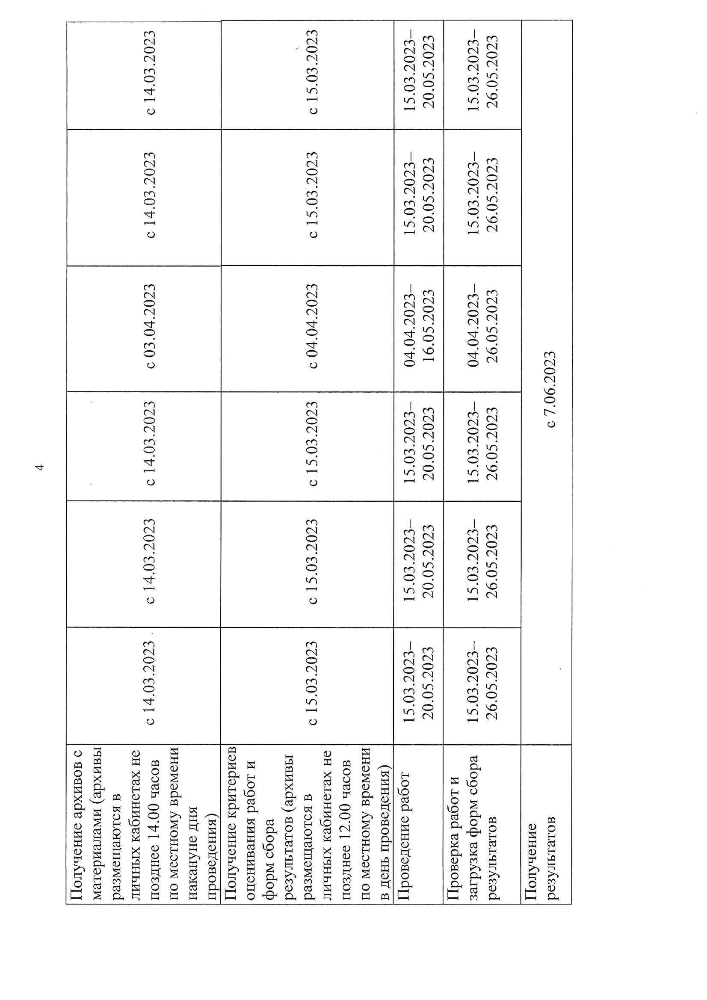 4
Получение архивов с
материалами (архивы
размещаются в
личных кабинетах не
позднее 14.00 часов
по местному времени
накануне дня
проведения)
с 14.03.2023
с 14.03.2023
с 14.03.2023
с 03.04.2023
с 14.03.2023
с 14.03.2023
Получение критериев
оценивания работ и
форм сбора
результатов (архивы
размещаются в
личных кабинетах не
позднее 12.00 часов
по местному времени
в день проведения)
с 15.03.2023
с 15.03.2023
с 15.03.2023
с 04.04.2023
с 15.03.2023
с 15.03.2023
Проведение работ
15.03.2023–
20.05.2023
15.03.2023–
20.05.2023
15.03.2023–
20.05.2023
04.04.2023–
16.05.2023
15.03.2023–
20.05.2023
15.03.2023–
20.05.2023
Проверка работ и
загрузка форм сбора
результатов
15.03.2023–
26.05.2023
15.03.2023–
26.05.2023
15.03.2023–
26.05.2023
04.04.2023–
26.05.2023
15.03.2023–
26.05.2023
15.03.2023–
26.05.2023
Получение
результатов
с 7.06.2023